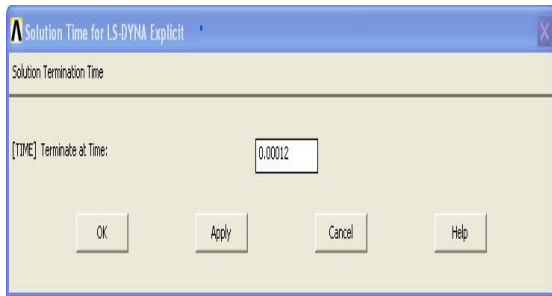 Solution Time for LS-DYNA Explicit
Solution Termination Time
[TIME] Terminate at Time:
0.00012
OK Apply Cancel Help